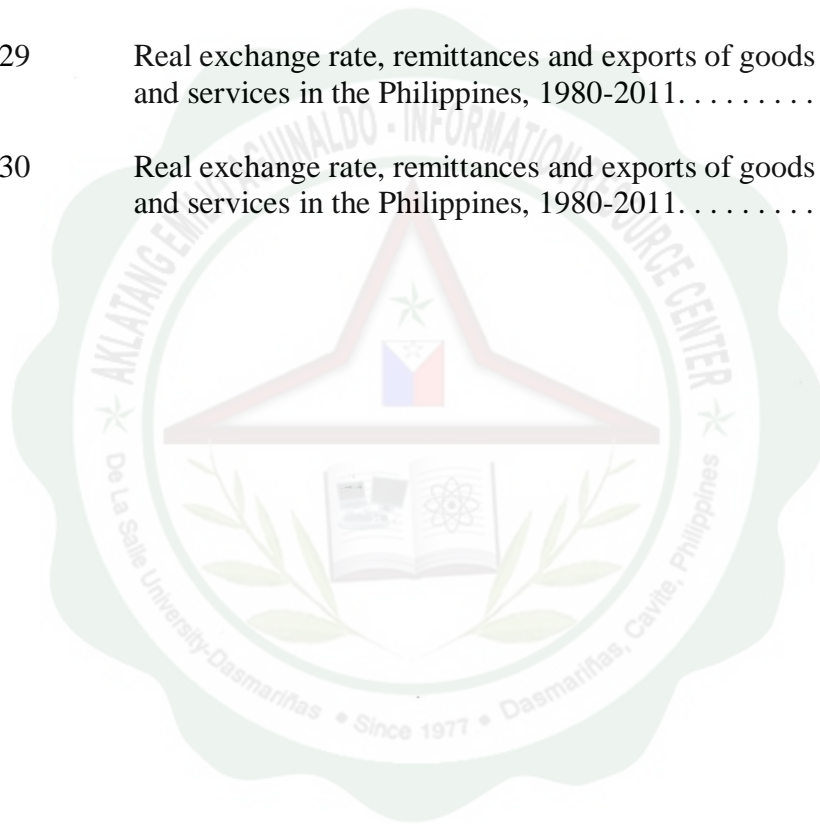 29 Real exchange rate, remittances and exports of goods
and services in the Philippines, 1980-2011. . . . . . . . .
30 Real exchange rate, remittances and exports of goods
and services in the Philippines, 1980-2011. . . . . . . . .
AKLATANG EMILIO AGUINALDO - INFORMATION RESOURCE CENTER
De La Salle University-Dasmariñas • Since 1977 • Dasmariñas, Cavite, Philippines